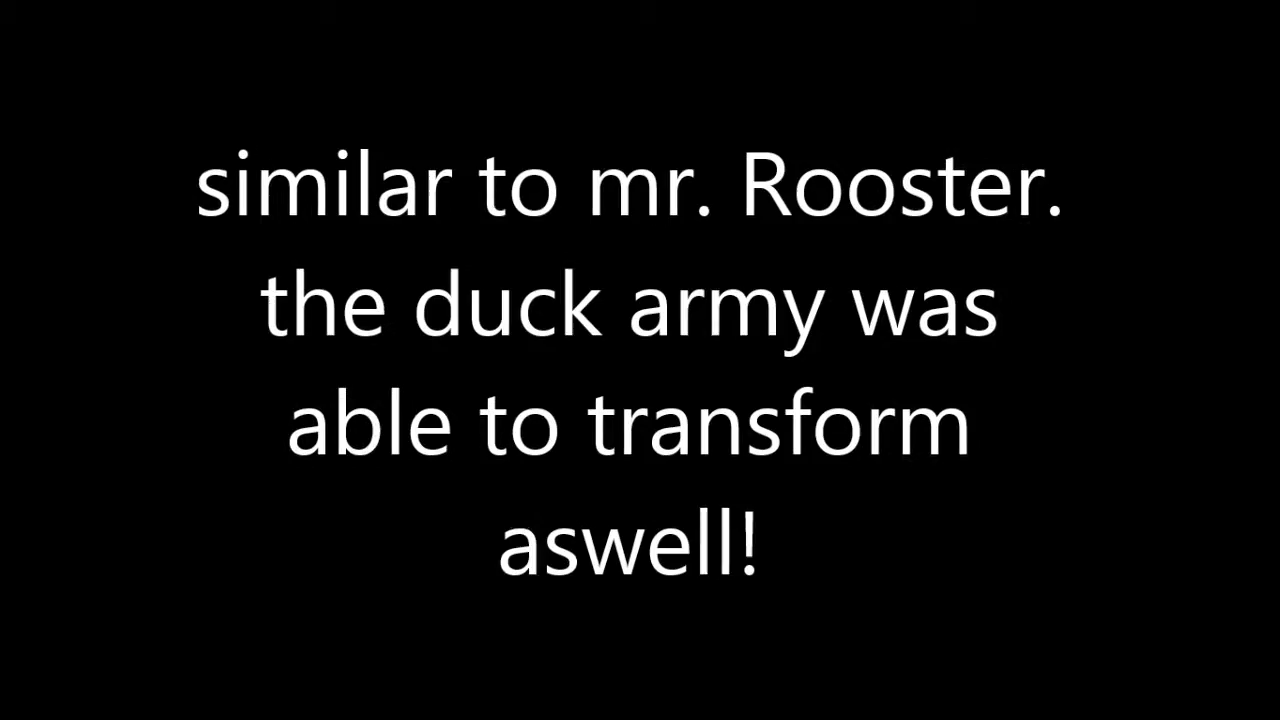 similar to mr. Rooster.
the duck army was
able to transform
aswell!